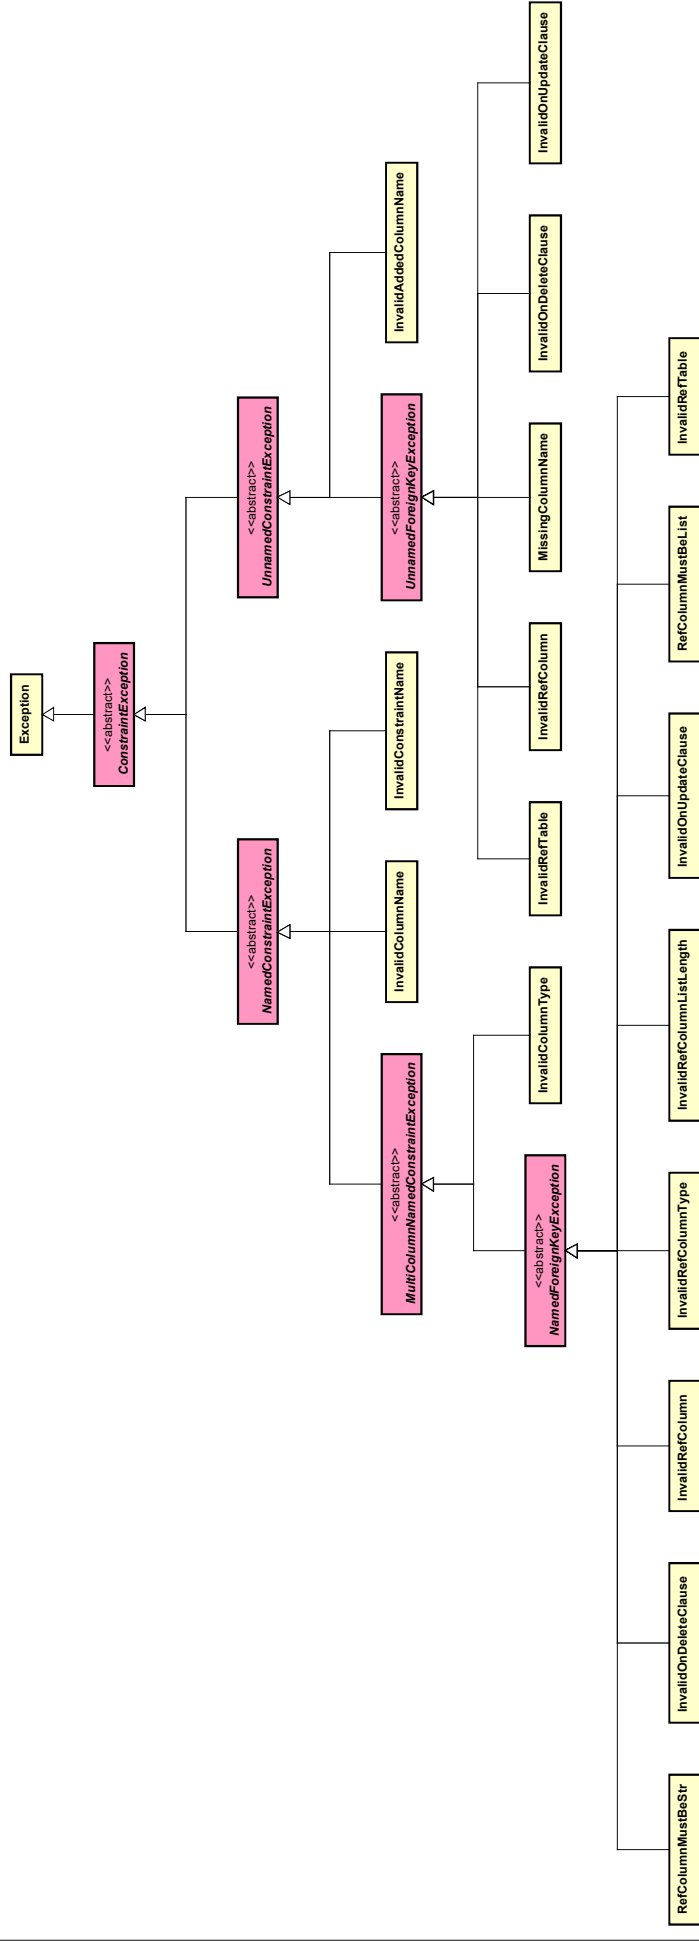 Exception
<<abstract>>
ConstraintException
<<abstract>>
NamedConstraintException
<<abstract>>
UnnamedConstraintException
<<abstract>>
MultiColumnNamedConstraintException
InvalidColumnName
InvalidConstraintName
<<abstract>>
UnnamedForeignKeyException
InvalidAddedColumnName
<<abstract>>
NamedForeignKeyException
InvalidColumnType
InvalidRefTable
InvalidRefColumn
MissingColumnName
InvalidOnDeleteClause
InvalidOnUpdateClause
RefColumnMustBeStr
InvalidOnDeleteClause
InvalidRefColumn
InvalidRefColumnType
InvalidRefColumnListLength
InvalidOnUpdateClause
RefColumnMustBeList
InvalidRefTable